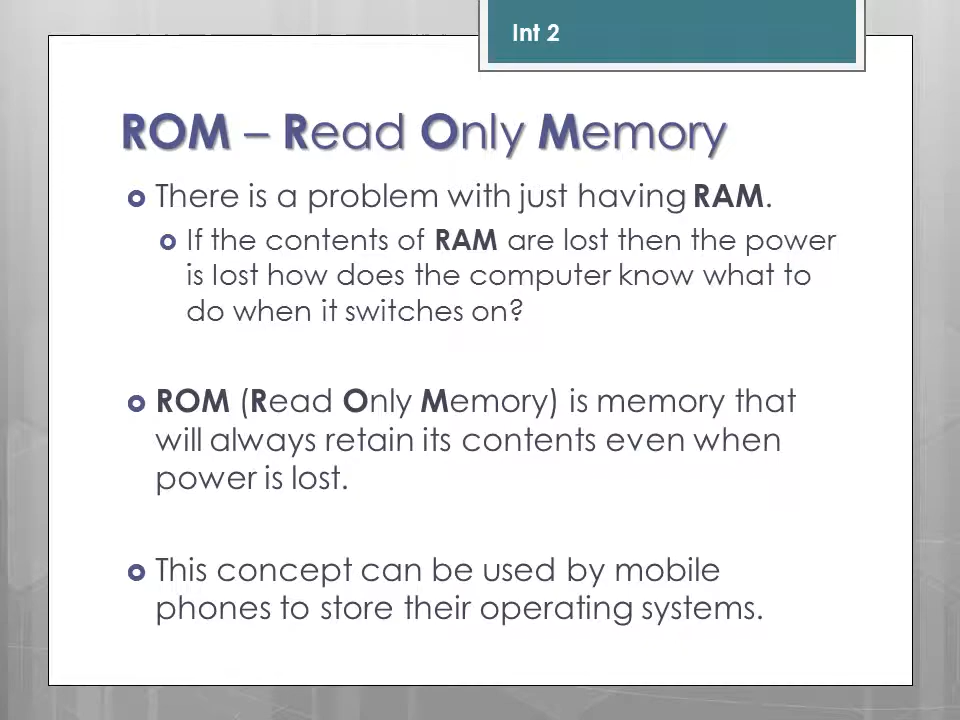 Int 2
ROM – Read Only Memory
There is a problem with just having RAM.
If the contents of RAM are lost then the power
is lost how does the computer know what to
do when it switches on?
ROM (Read Only Memory) is memory that
will always retain its contents even when
power is lost.
This concept can be used by mobile
phones to store their operating systems.